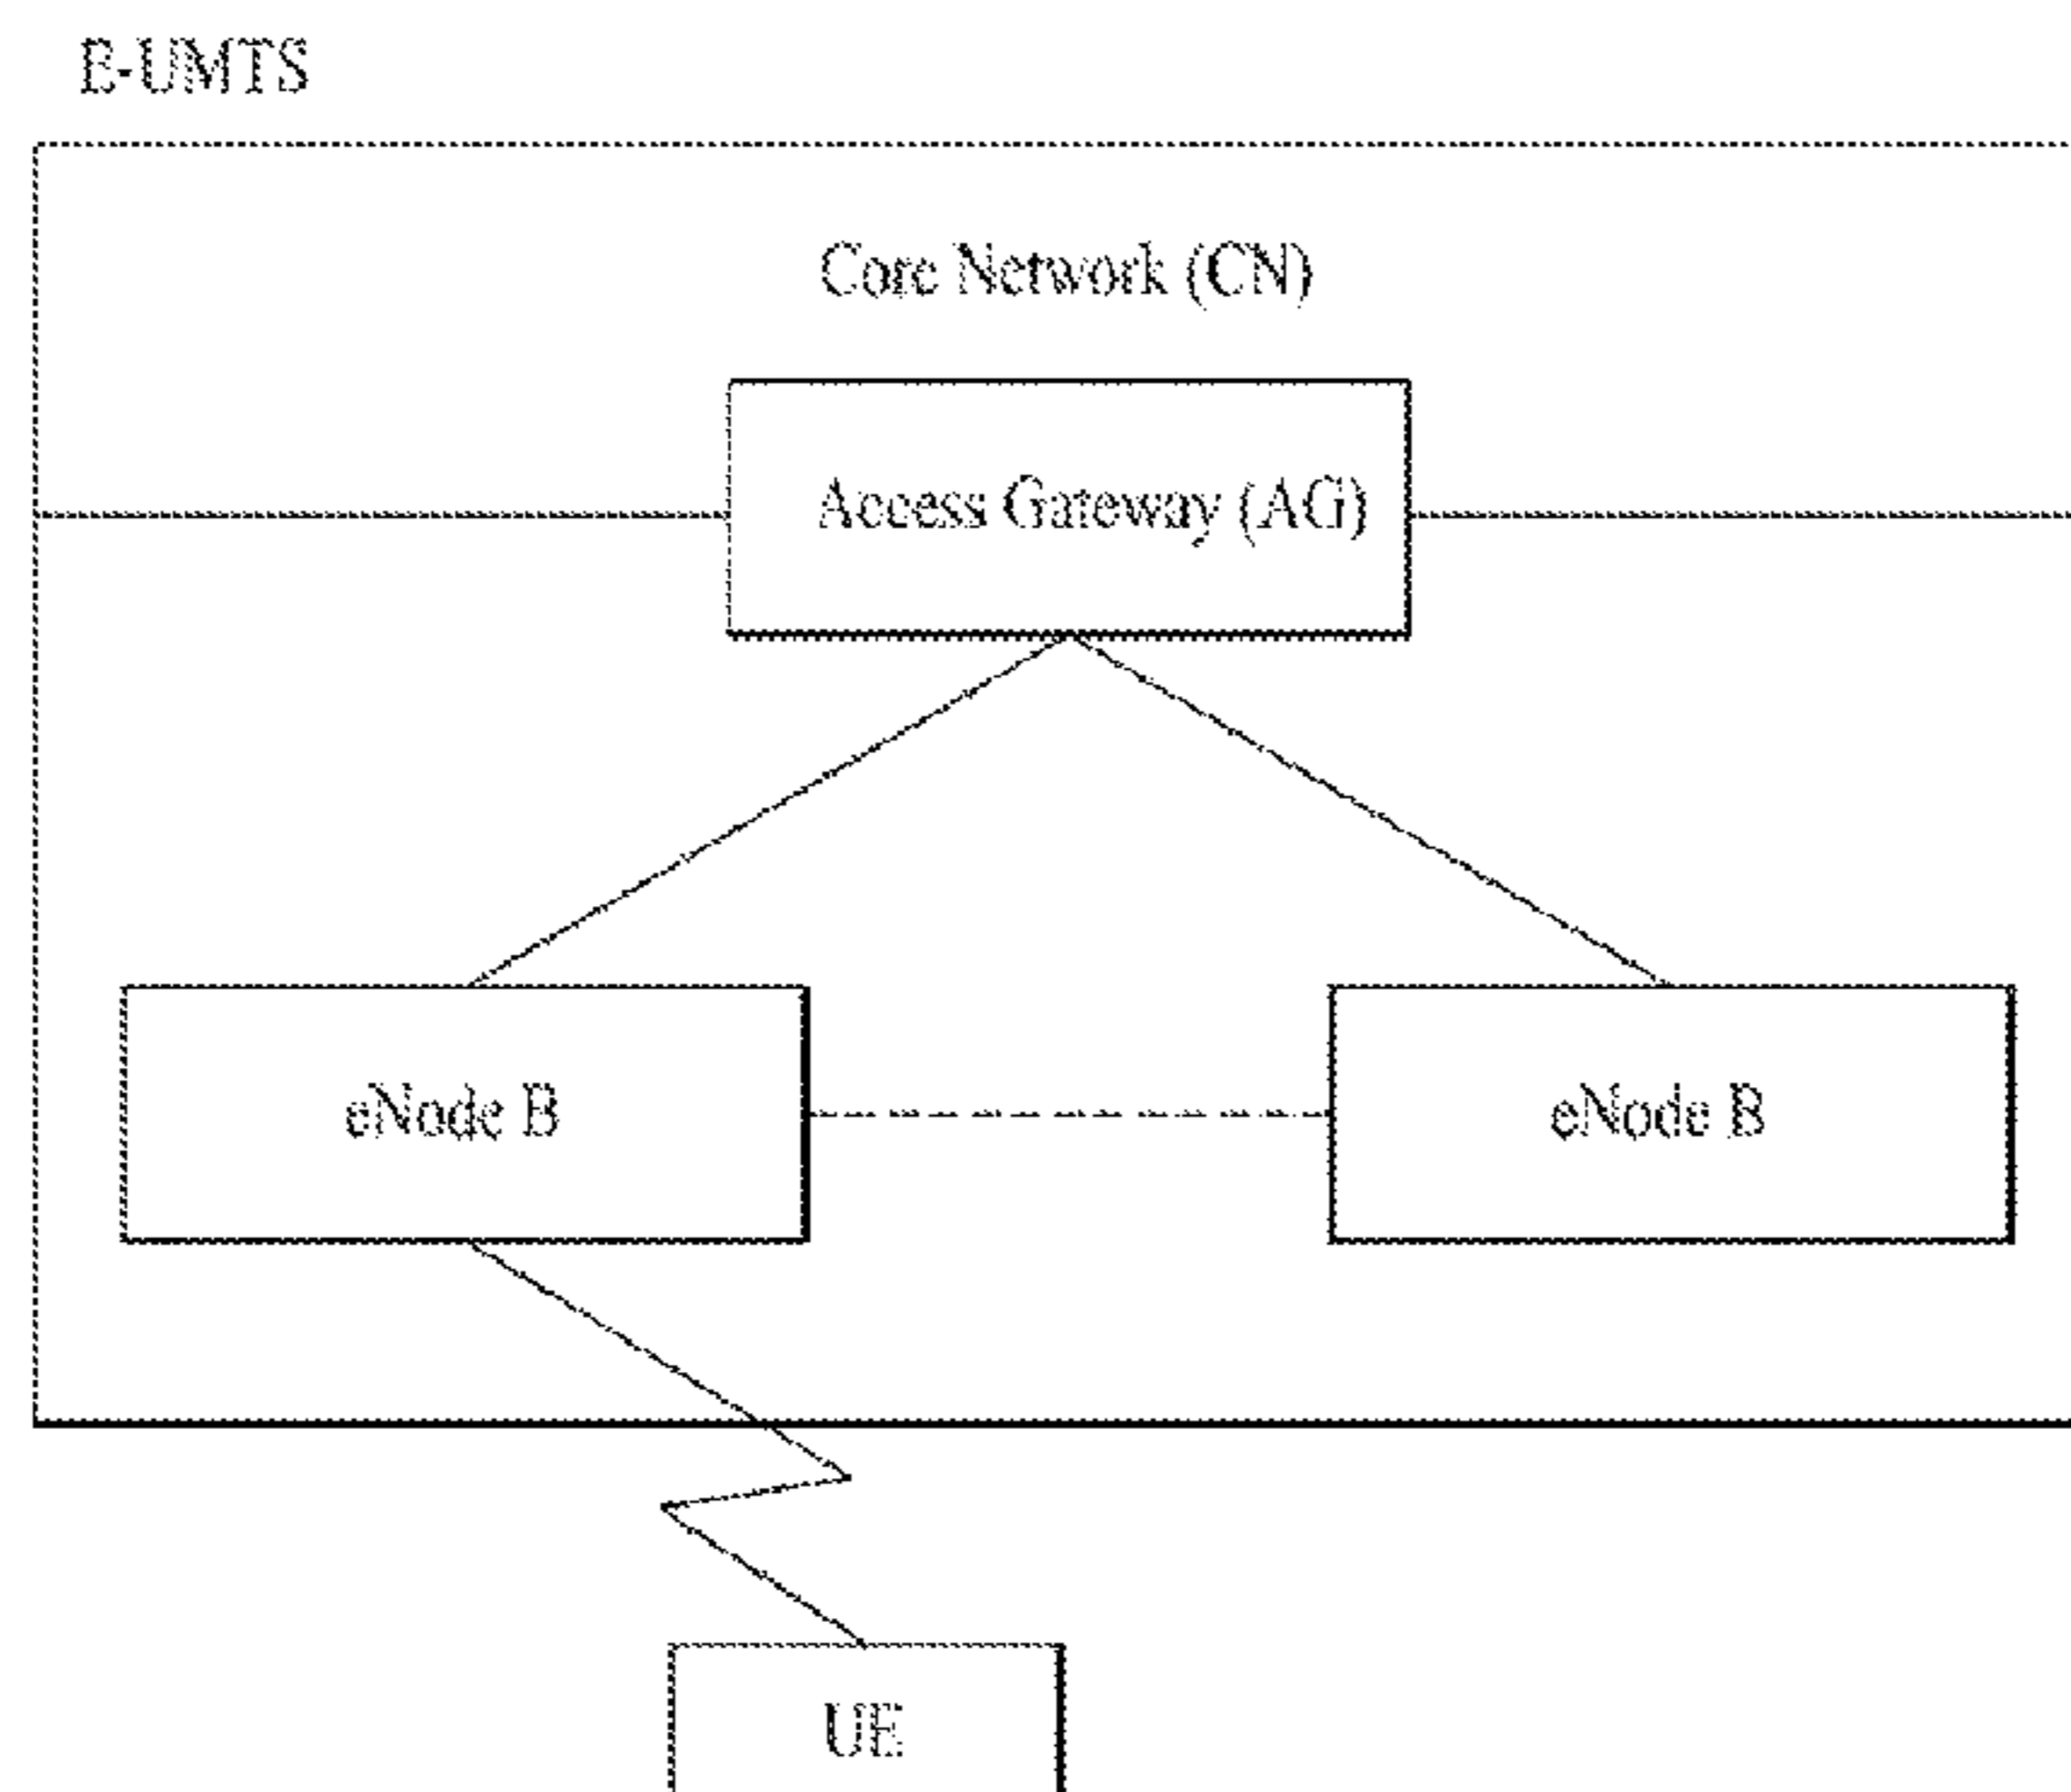 E-UMTS
Core Network (CN)
Access Gateway (AG)
eNode B
eNode B
UE